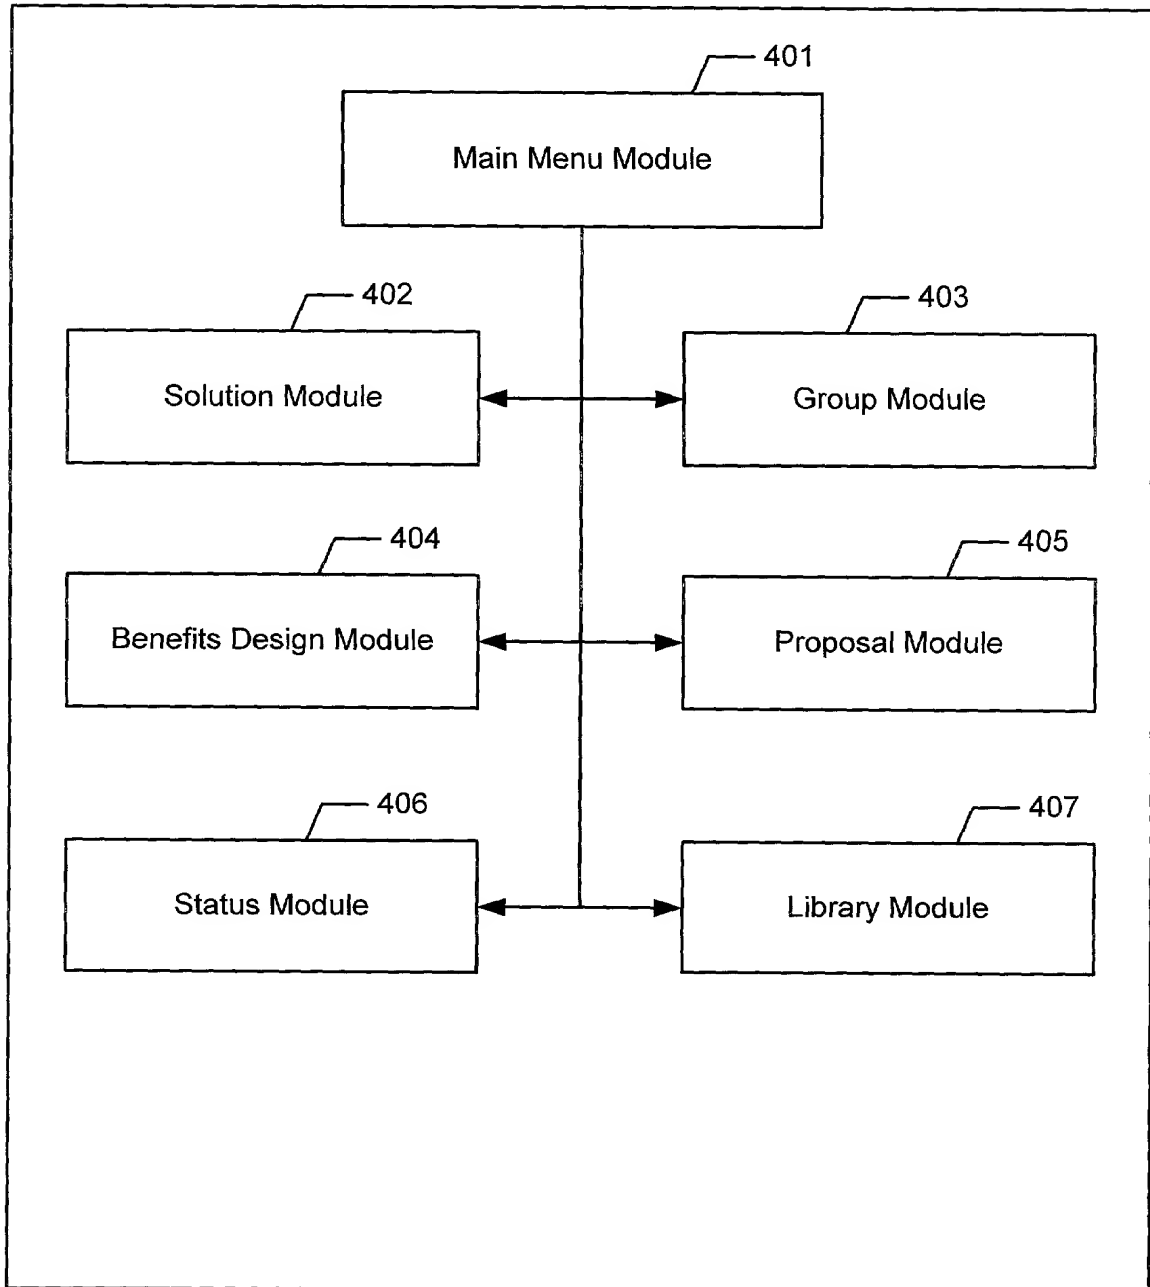 401
Main Menu Module
402
403
Solution Module
Group Module
404
405
Benefits Design Module
Proposal Module
406
407
Status Module
Library Module